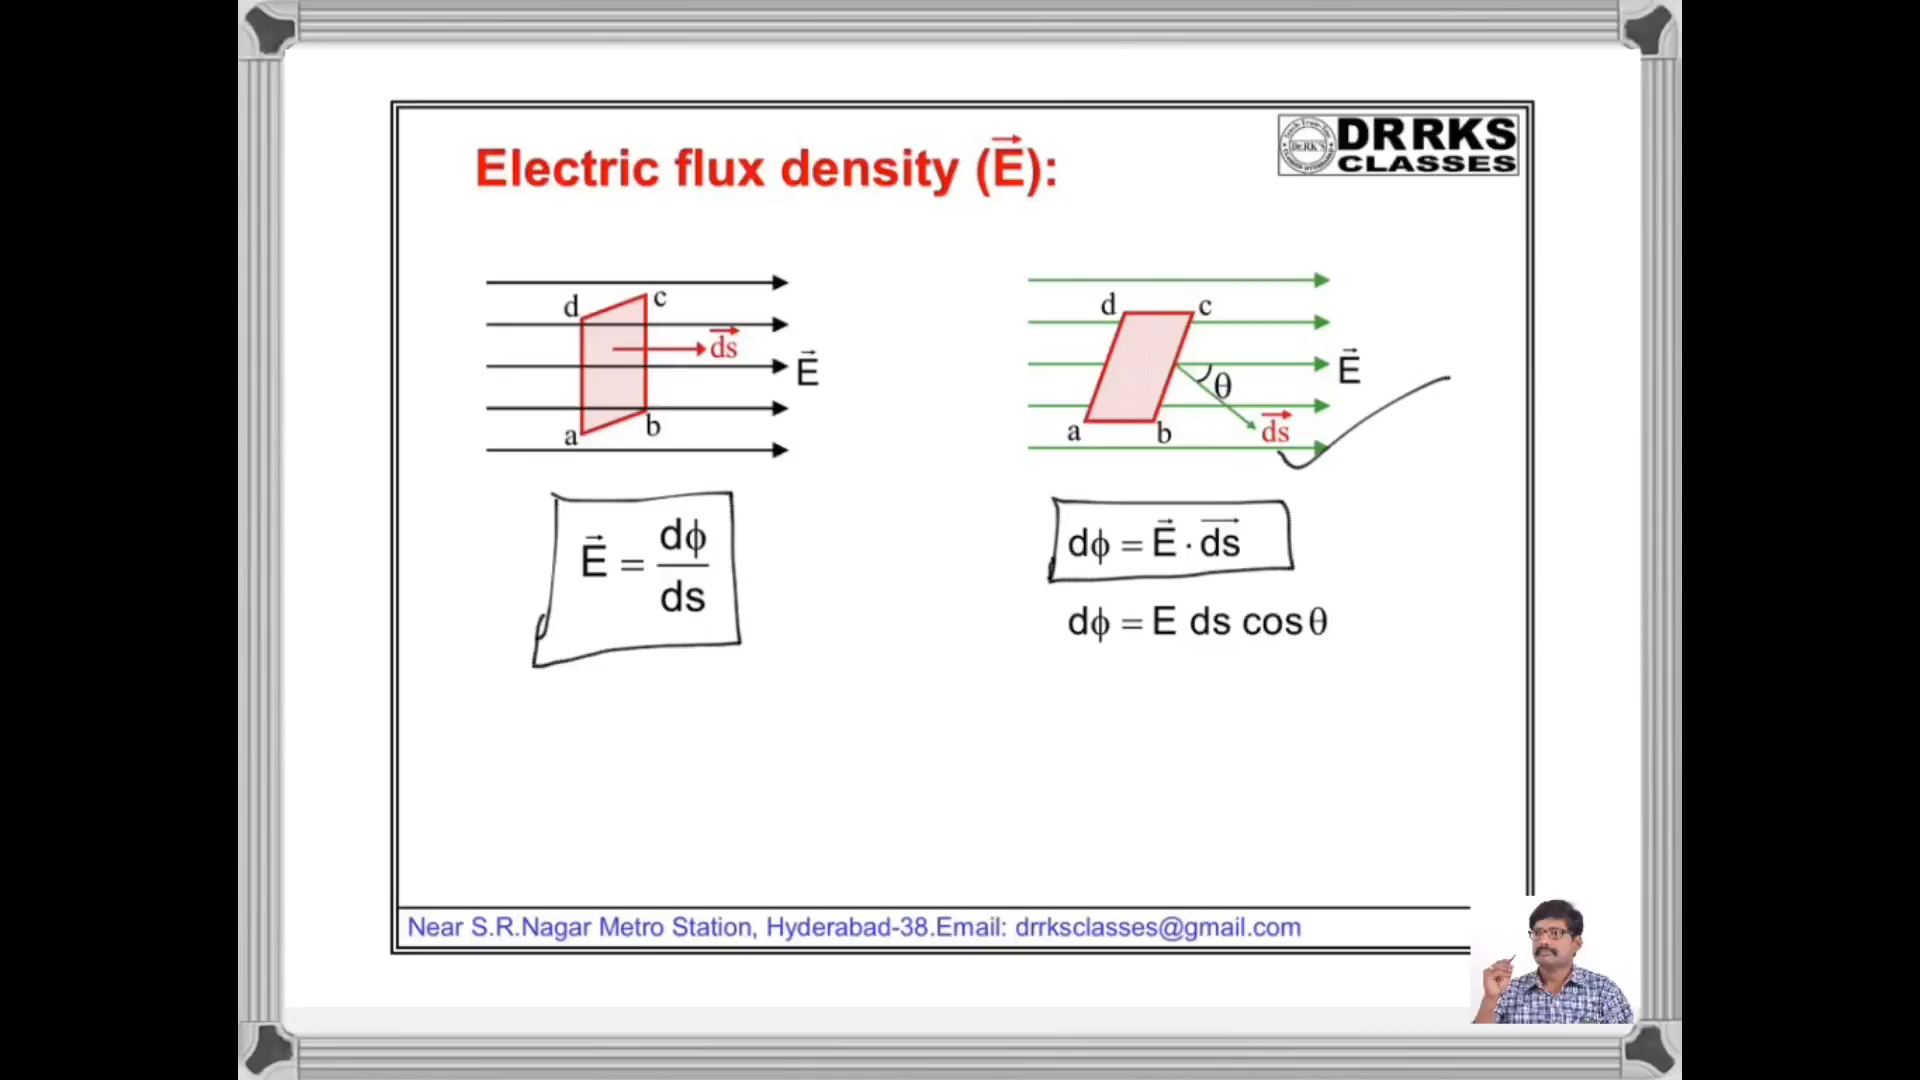 Electric flux density (E⃗):
DRRKS
CLASSES
d c
ds⃗
E⃗
a b
d c
E⃗
θ
ds⃗
a b
E⃗ = dϕ/ds
dϕ = E⃗ · ds⃗
dϕ = E ds cosθ
Near S.R.Nagar Metro Station, Hyderabad-38.Email: drrksclasses@gmail.com